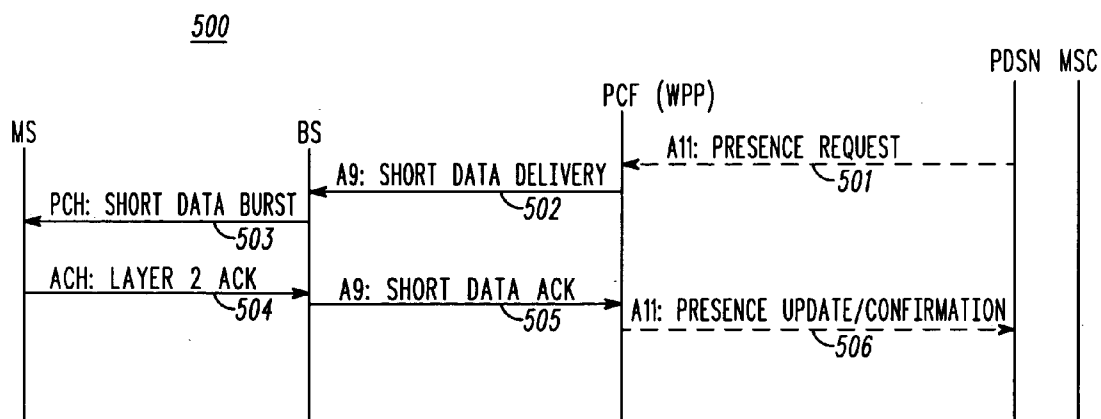 500
PDSN MSC
PCF (WPP)
MS
BS
A11: PRESENCE REQUEST
501
A9: SHORT DATA DELIVERY
502
PCH: SHORT DATA BURST
503
ACH: LAYER 2 ACK
504
A9: SHORT DATA ACK
505
A11: PRESENCE UPDATE/CONFIRMATION
506